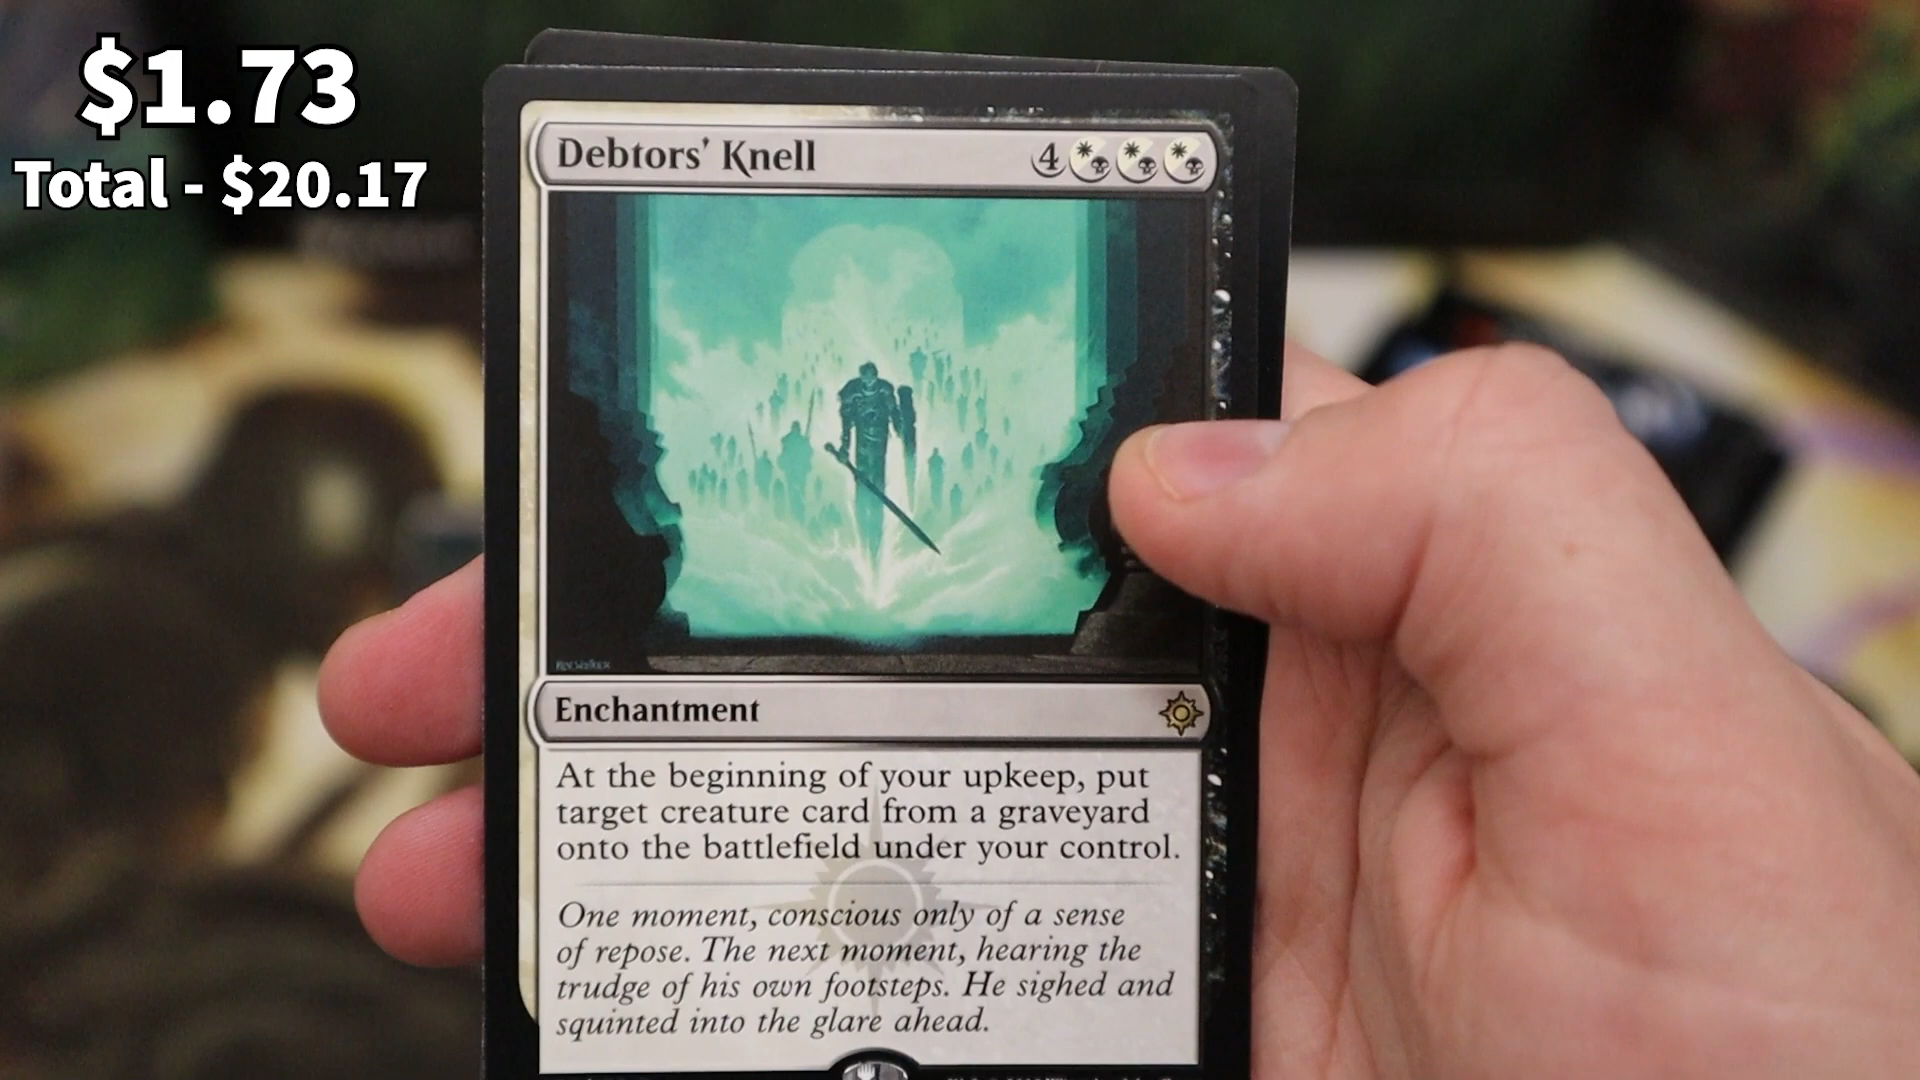 $1.73
Total - $20.17
Debtors' Knell 4
Enchantment
At the beginning of your upkeep, put
target creature card from a graveyard
onto the battlefield under your control.
One moment, conscious only of a sense
of repose. The next moment, hearing the
trudge of his own footsteps. He sighed and
squinted into the glare ahead.